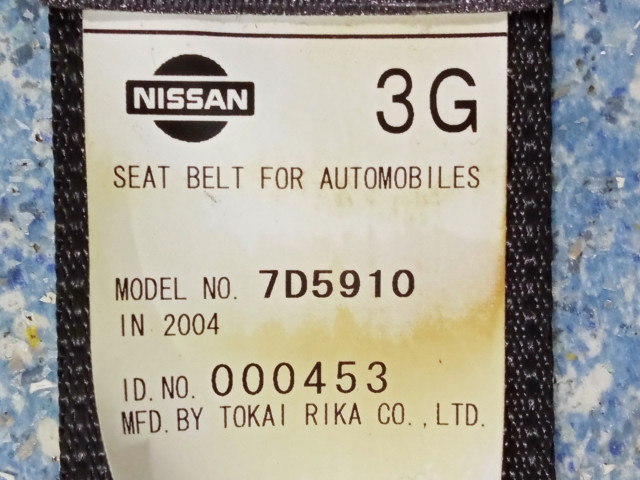 NISSAN 3G
SEAT BELT FOR AUTOMOBILES
MODEL NO. 7D5910
IN 2004
ID. NO. 000453
MFD. BY TOKAI RIKA CO., LTD.